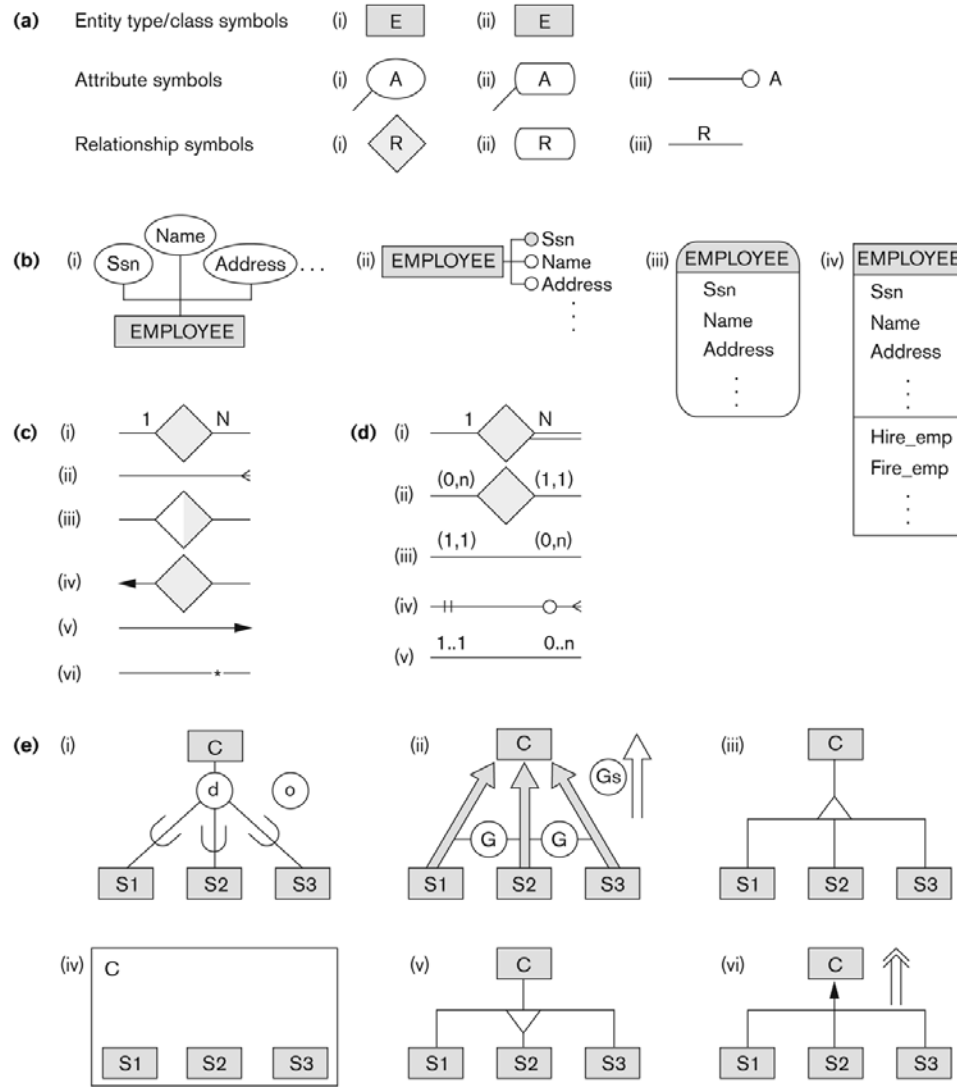 (a) Entity type/class symbols (i) E (ii) E
Attribute symbols (i) A (ii) A (iii) A
Relationship symbols (i) R (ii) R (iii) R
(b) (i) Ssn Name Address . . .
EMPLOYEE
(ii) EMPLOYEE Ssn
Name
Address
(iii) EMPLOYEE
Ssn
Name
Address
(iv) EMPLOYEE
Ssn
Name
Address
Hire_emp
Fire_emp
(c) (i) 1 N
(ii)
(iii)
(iv)
(v)
(vi) *
(d) (i) 1 N
(ii) (0,n) (1,1)
(iii) (1,1) (0,n)
(iv)
(v) 1..1 0..n
(e) (i) C
d o
S1 S2 S3
(ii) C
Gs
G G
S1 S2 S3
(iii) C
S1 S2 S3
(iv) C
S1 S2 S3
(v) C
S1 S2 S3
(vi) C
S1 S2 S3